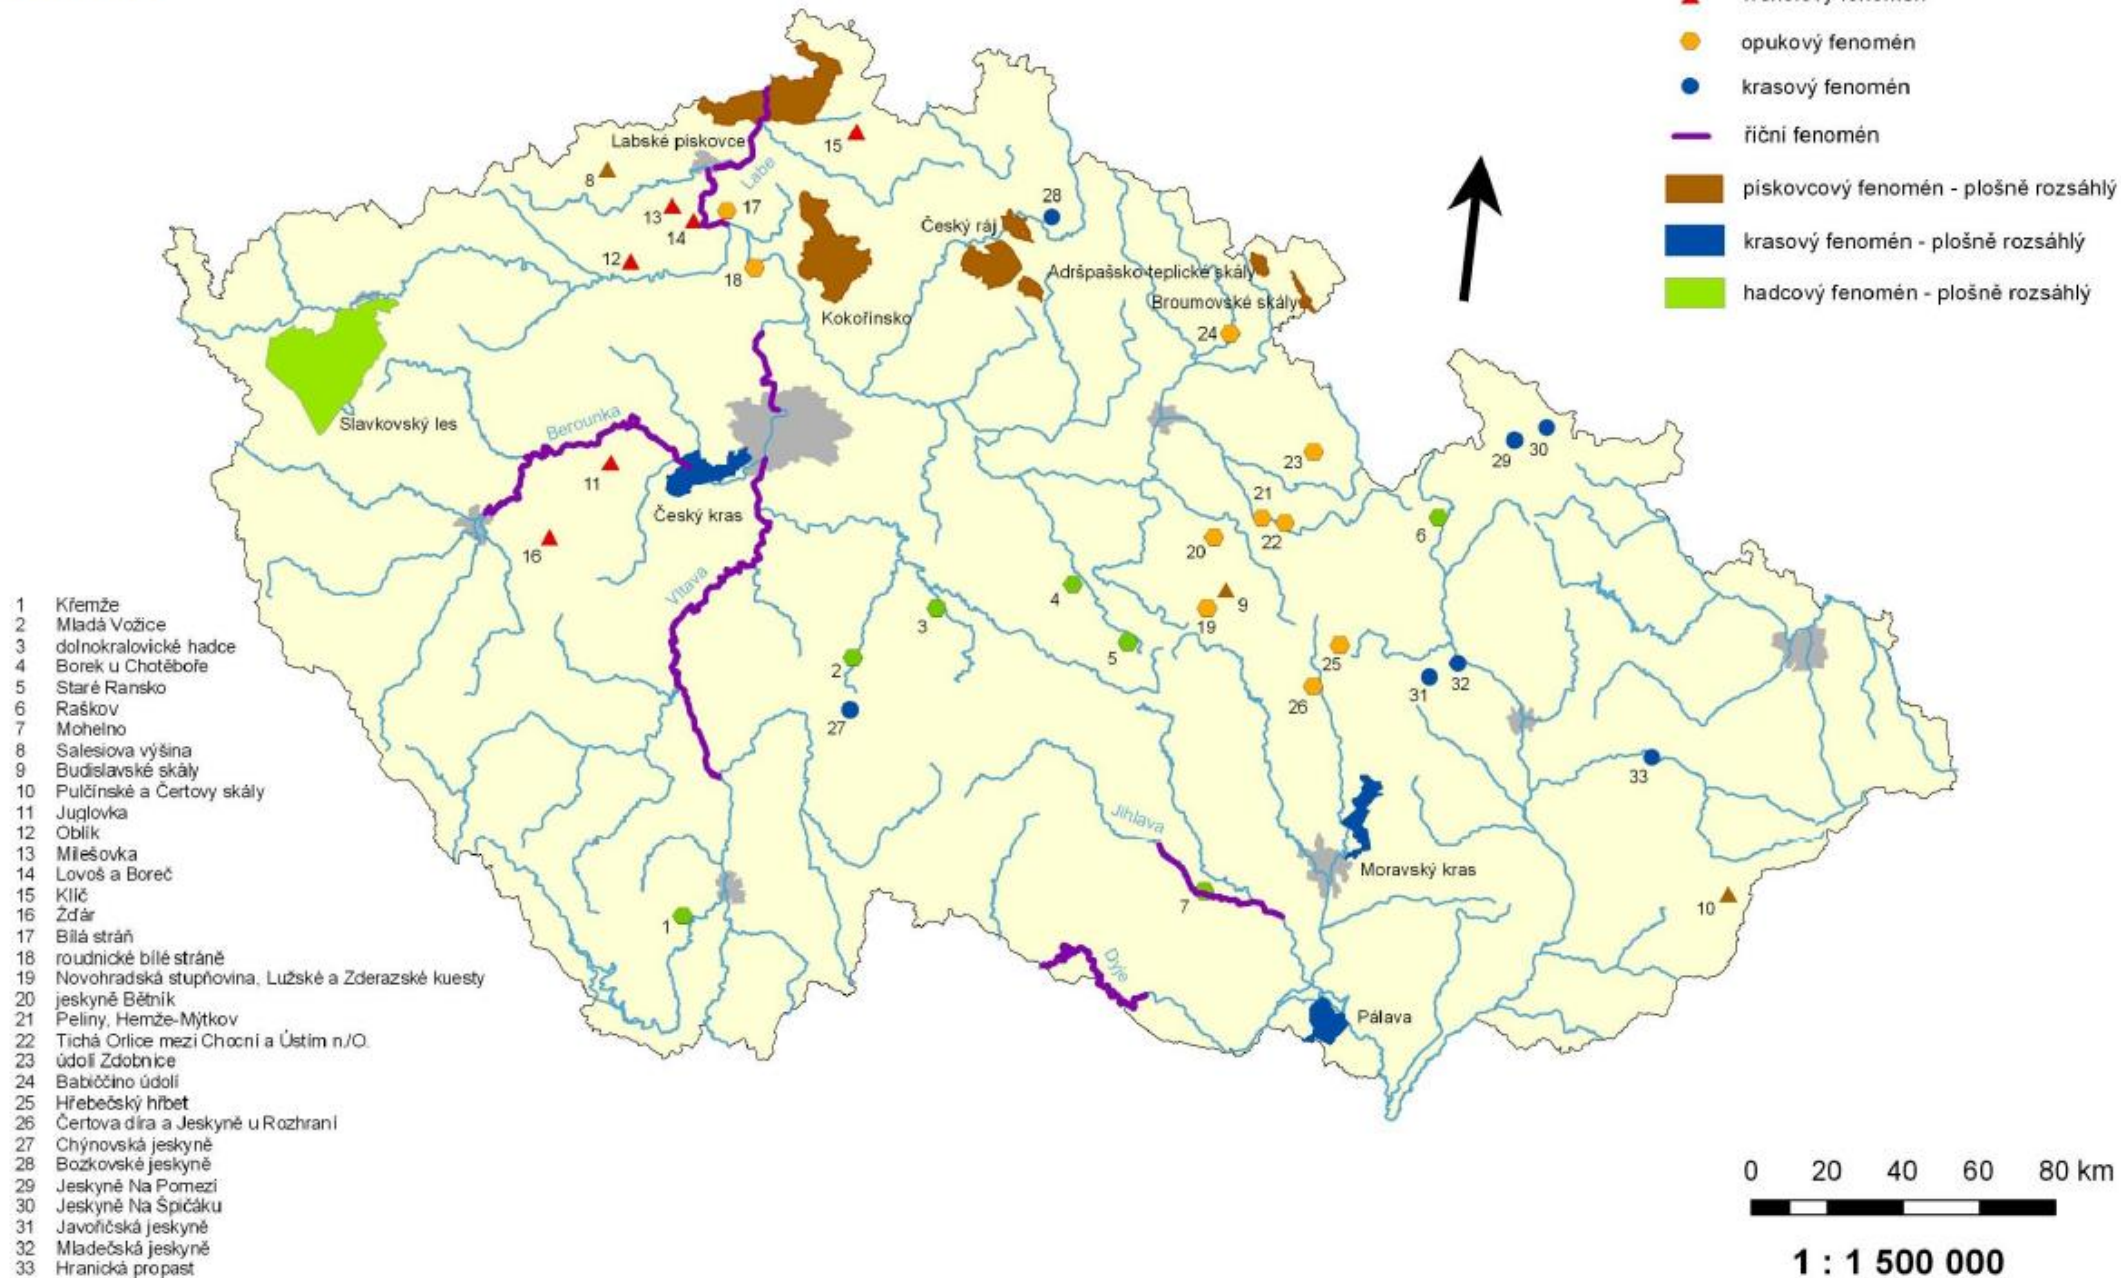 opukový fenomén
krasový fenomén
říční fenomén
pískovcový fenomén - plošně rozsáhlý
krasový fenomén - plošně rozsáhlý
hadcový fenomén - plošně rozsáhlý
Labské pískovce
15
8
Labe
28
13
17
14
Český ráj
12
18
Adršpašsko-teplické skály
Broumovské skály
Kokořínsko
24
Slavkovský les
Berounka
11
23
29
30
21
Český kras
16
20
22
6
Vltava
4
9
3
19
5
2
25
31
32
26
27
33
Jihlava
Moravský kras
7
10
1
Dyje
Pálava
1 Křemže
2 Mladá Vožice
3 dolnokralovické hadce
4 Borek u Chotěboře
5 Staré Ransko
6 Raškov
7 Mohelno
8 Salesiova výšina
9 Budislavské skály
10 Pulčínské a Čertovy skály
11 Juglovka
12 Oblík
13 Milešovka
14 Lovoš a Boreč
15 Klíč
16 Žďár
17 Bílá stráň
18 roudnické bílé stráně
19 Novohradská stupňovina, Lužské a Zderazské kuesty
20 jeskyně Bětník
21 Peliny, Hemže-Mýtkov
22 Tichá Orlice mezi Chocní a Ústím n./O.
23 údolí Zdobnice
24 Babiččino údolí
25 Hřebečský hřbet
26 Čertova díra a Jeskyně u Rozhraní
27 Chýnovská jeskyně
28 Bozkovské jeskyně
29 Jeskyně Na Pomezí
30 Jeskyně Na Špičáku
31 Javoříčská jeskyně
32 Mladečská jeskyně
33 Hranická propast
0 20 40 60 80 km
1 : 1 500 000